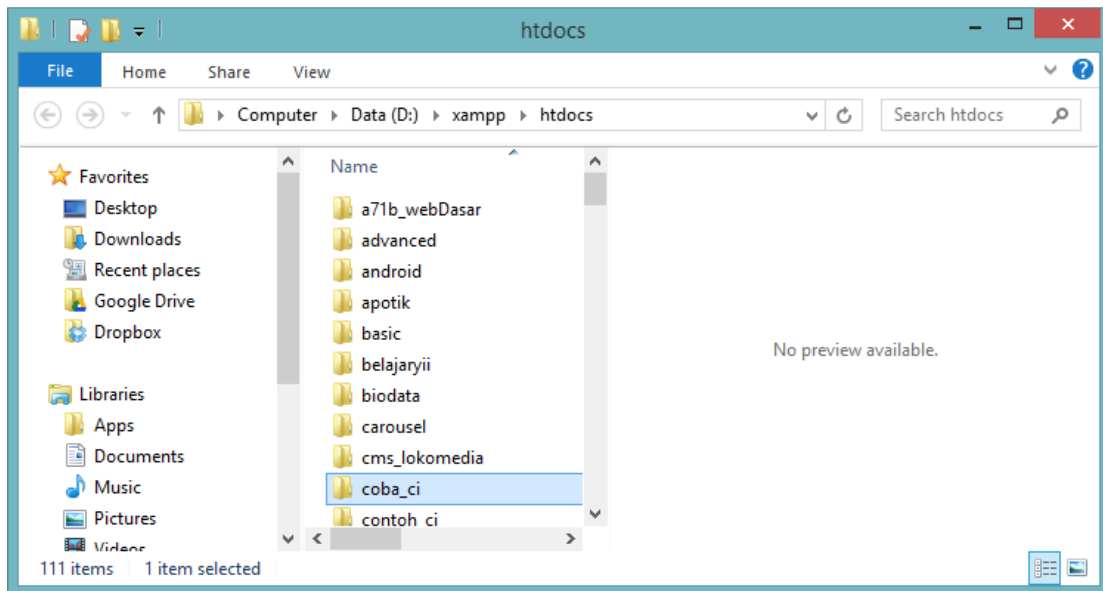 htdocs
File Home Share View
Computer Data (D:) xampp htdocs Search htdocs
Favorites
Desktop
Downloads
Recent places
Google Drive
Dropbox
Libraries
Apps
Documents
Music
Pictures
Videos
Name
a71b_webDasar
advanced
android
apotik
basic
belajaryii
biodata
carousel
cms_lokomedia
coba_ci
contoh_ci
No preview available.
111 items 1 item selected